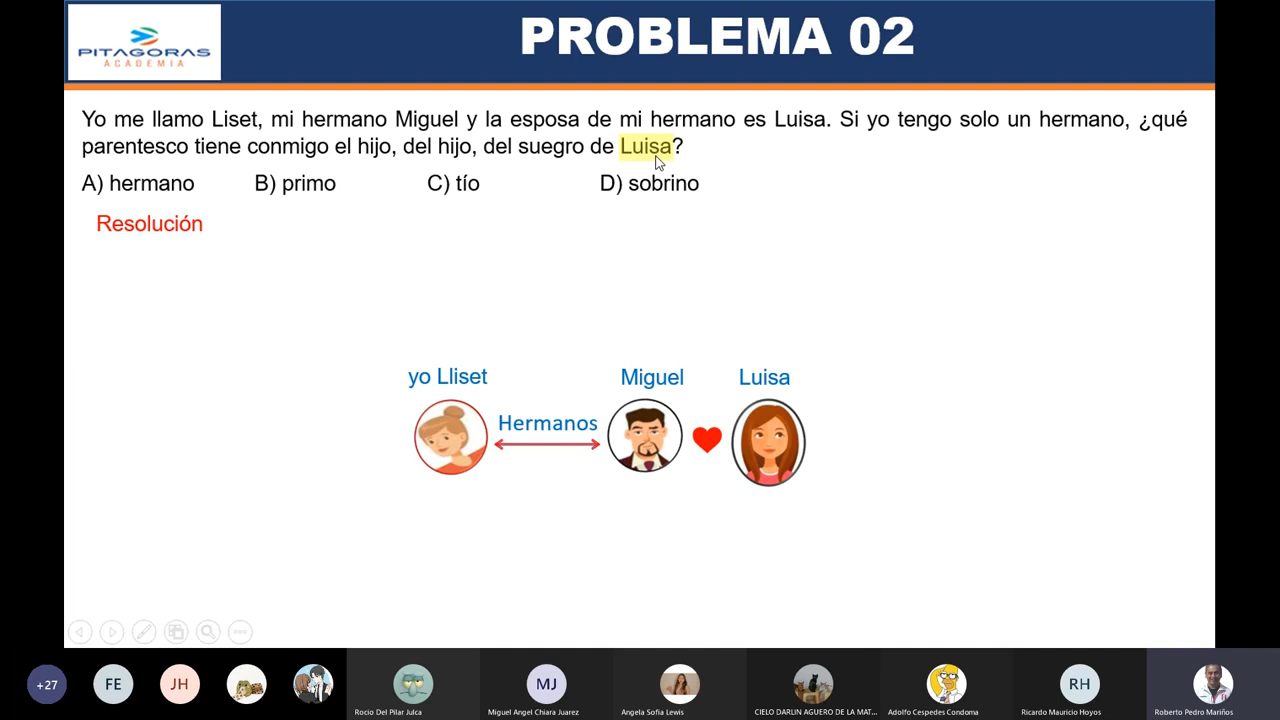 PITAGORAS
ACADEMIA
PROBLEMA 02
Yo me llamo Liset, mi hermano Miguel y la esposa de mi hermano es Luisa. Si yo tengo solo un hermano, ¿qué
parentesco tiene conmigo el hijo, del hijo, del suegro de Luisa?
A) hermano B) primo C) tío D) sobrino
Resolución
yo Lliset Miguel Luisa
Hermanos
+27 FE JH MJ RH
Rocio Del Pilar Julca Miguel Angel Chiara Juarez Angela Sofia Lewis CIELO DARLIN AGUERO DE LA MAT... Adolfo Cespedes Condoma Ricardo Mauricio Hoyos Roberto Pedro Mariños